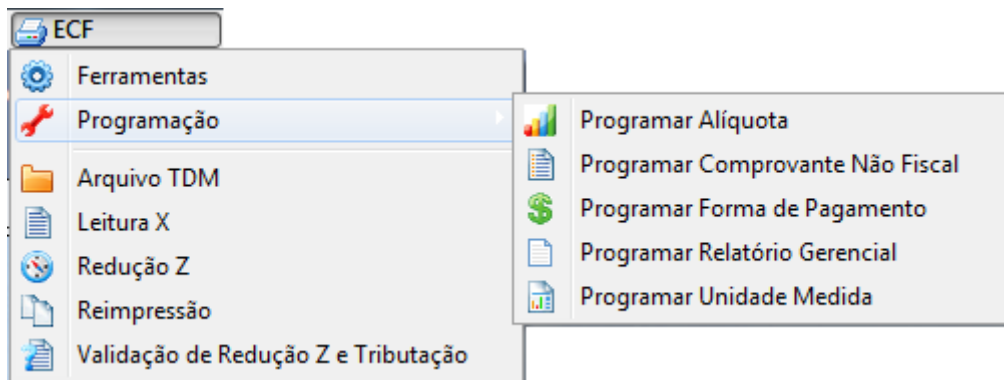 ECF
Ferramentas
Programação
Arquivo TDM
Leitura X
Redução Z
Reimpressão
Validação de Redução Z e Tributação
Programar Alíquota
Programar Comprovante Não Fiscal
Programar Forma de Pagamento
Programar Relatório Gerencial
Programar Unidade Medida